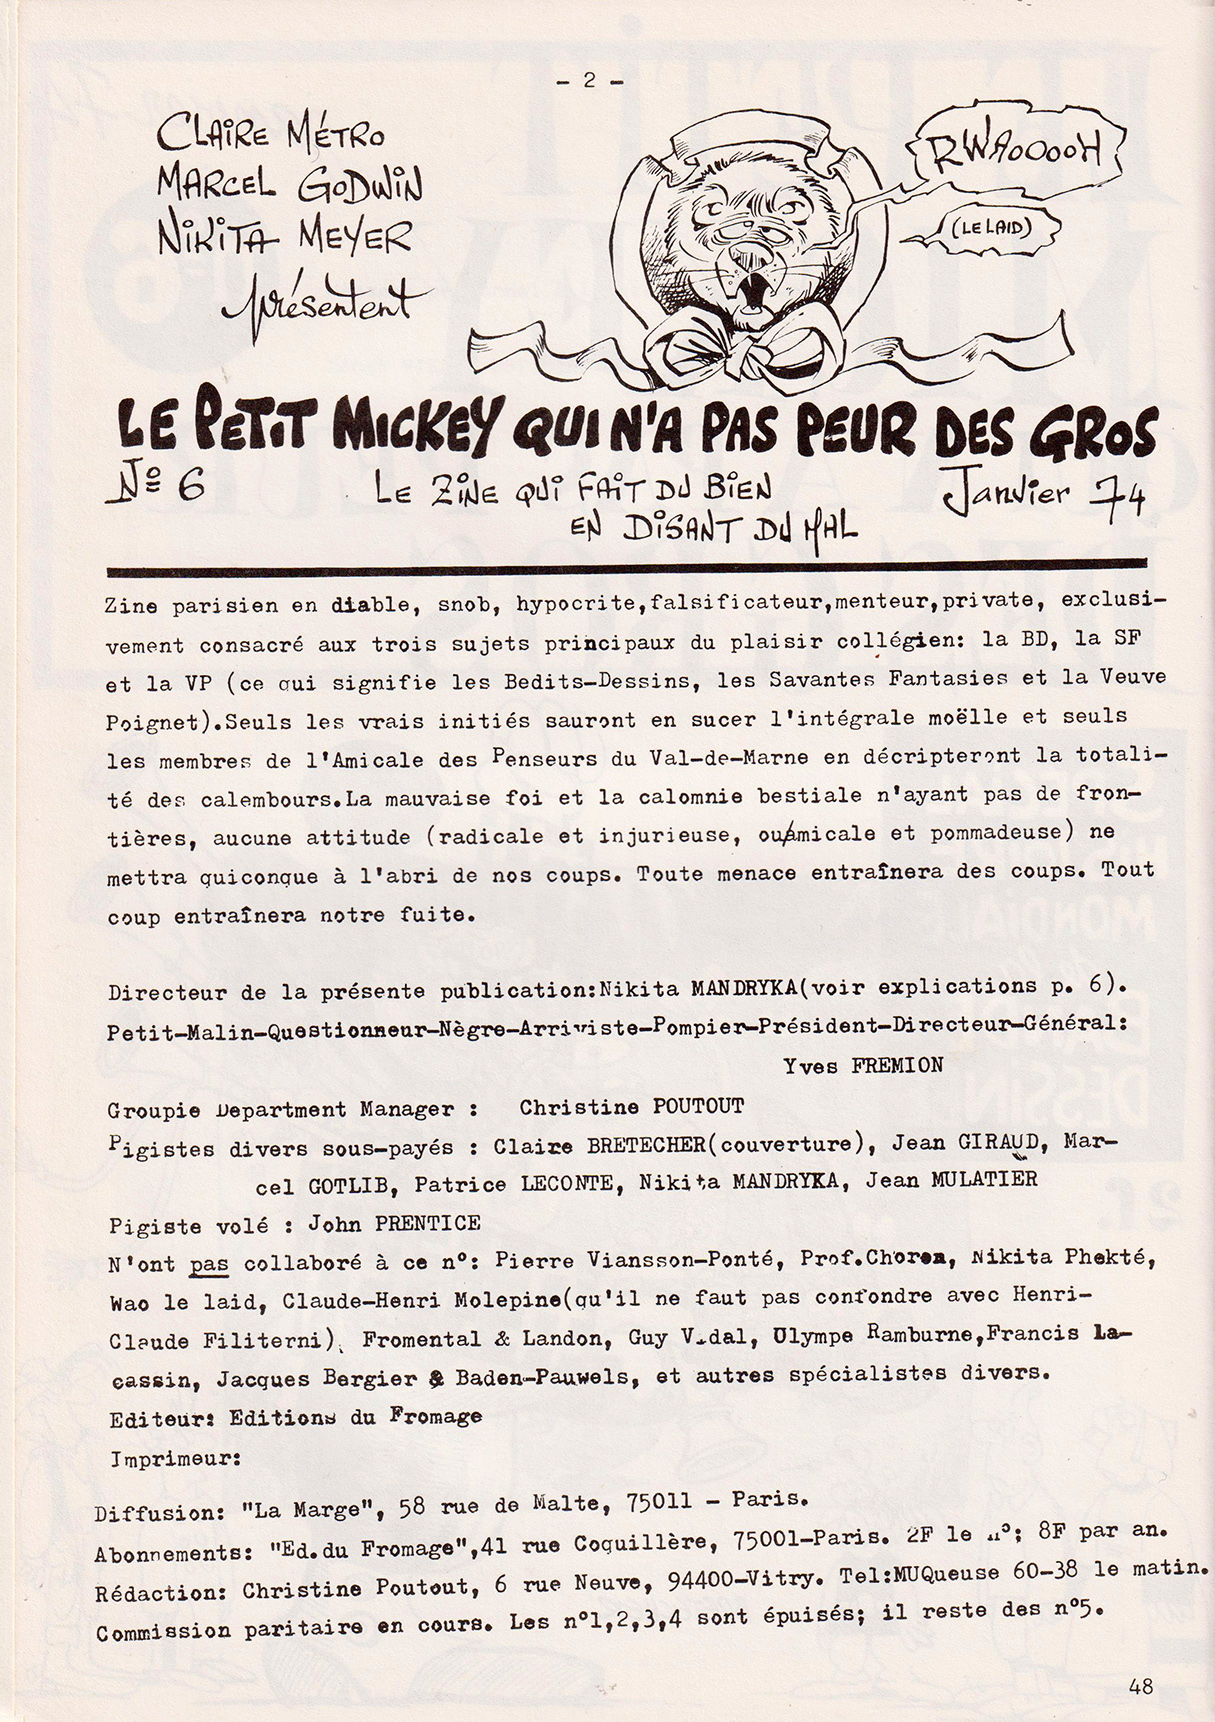 - 2 -
CLAIRE MÉTRO
MARCEL GODWIN
NIKITA MEYER
présentent
RWAOOOOH
(LE LAID)
LE PETIT MICKEY QUI N'A PAS PEUR DES GROS
No 6
LE ZINE QUI FAIT DU BIEN
EN DISANT DU MAL
Janvier 74
Zine parisien en diable, snob, hypocrite,falsificateur,menteur,private, exclusi-
vement consacré aux trois sujets principaux du plaisir collégien: la BD, la SF
et la VP (ce qui signifie les Bedits-Dessins, les Savantes Fantasies et la Veuve
Poignet).Seuls les vrais initiés sauront en sucer l'intégrale moëlle et seuls
les membres de l'Amicale des Penseurs du Val-de-Marne en décripteront la totali-
té des calembours.La mauvaise foi et la calomnie bestiale n'ayant pas de fron-
tières, aucune attitude (radicale et injurieuse, ou/amicale et pommadeuse) ne
mettra quiconque à l'abri de nos coups. Toute menace entraînera des coups. Tout
coup entraînera notre fuite.
Directeur de la présente publication:Nikita MANDRYKA(voir explications p. 6).
Petit-Malin-Questionneur-Nègre-Arriviste-Pompier-Président-Directeur-Général:
Yves FREMION
Groupie Department Manager : Christine POUTOUT
Pigistes divers sous-payés : Claire BRETECHER(couverture), Jean GIRAUD, Mar-
cel GOTLIB, Patrice LECONTE, Nikita MANDRYKA, Jean MULATIER
Pigiste volé : John PRENTICE
N'ont pas collaboré à ce n°: Pierre Viansson-Ponté, Prof.Choron, Nikita Phekté,
Wao le laid, Claude-Henri Molepine(qu'il ne faut pas confondre avec Henri-
Claude Filiterni), Fromental & Landon, Guy Vidal, Olympe Ramburne,Francis La-
cassin, Jacques Bergier & Baden-Pauwels, et autres spécialistes divers.
Editeur: Editions du Fromage
Imprimeur:
Diffusion: "La Marge", 58 rue de Malte, 75011 - Paris.
Abonnements: "Ed.du Fromage",41 rue Coquillère, 75001-Paris. 2F le n°; 8F par an.
Rédaction: Christine Poutout, 6 rue Neuve, 94400-Vitry. Tel:MUQueuse 60-38 le matin.
Commission paritaire en cours. Les n°1,2,3,4 sont épuisés; il reste des n°5.
48